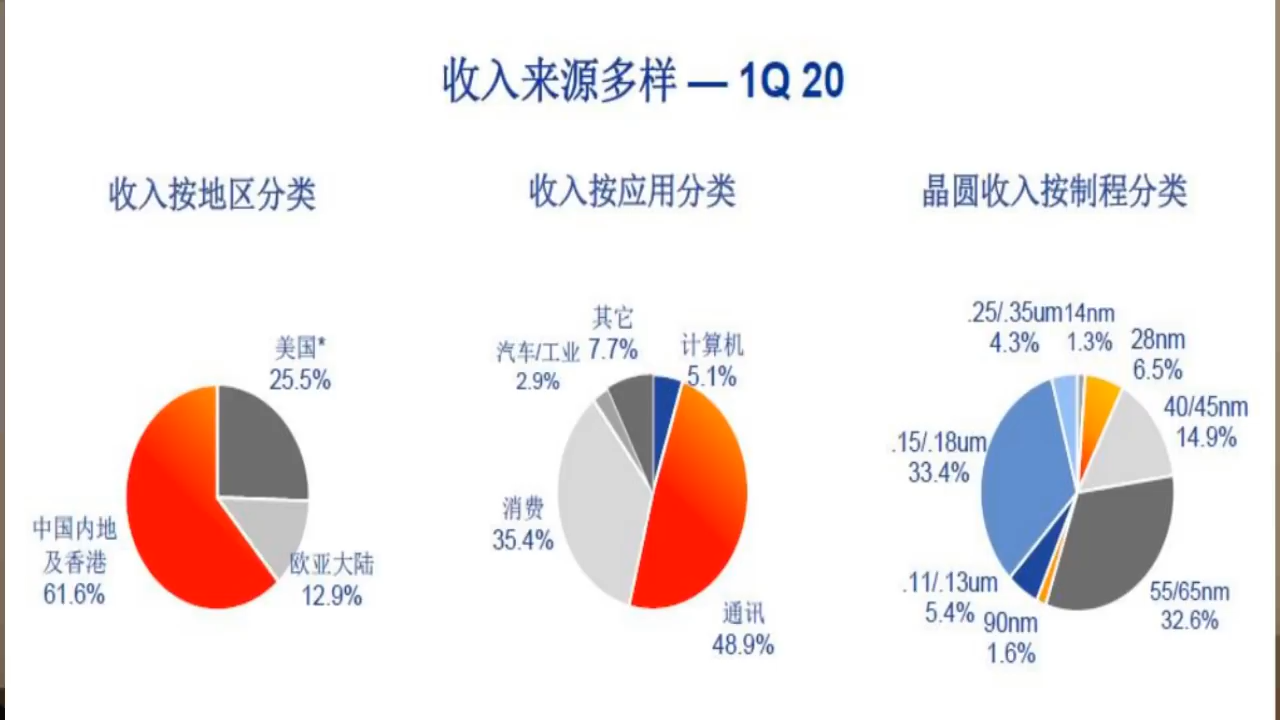 收入来源多样 — 1Q 20
收入按地区分类
美国*
25.5%
中国内地
及香港
61.6%
欧亚大陆
12.9%
收入按应用分类
其它
7.7%
汽车/工业
2.9%
计算机
5.1%
消费
35.4%
通讯
48.9%
晶圆收入按制程分类
.25/.35um
4.3%
14nm
1.3%
28nm
6.5%
40/45nm
14.9%
.15/.18um
33.4%
.11/.13um
5.4%
90nm
1.6%
55/65nm
32.6%